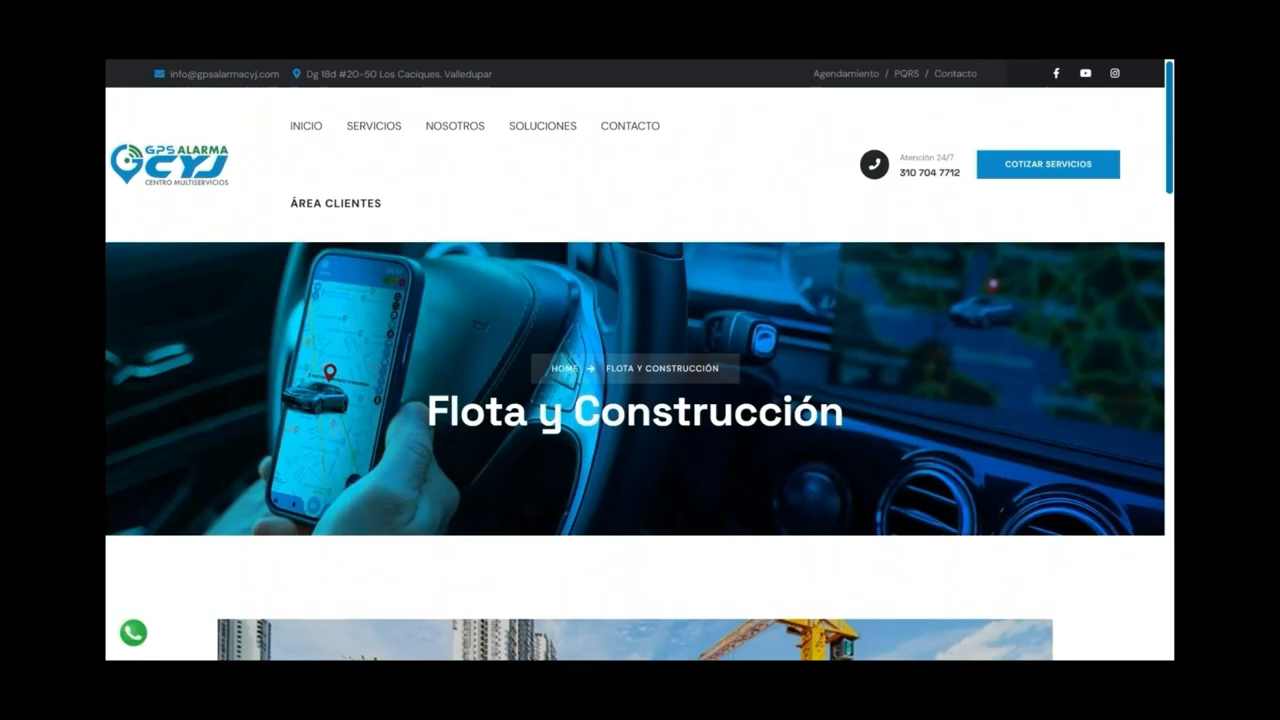 info@gpsalarmacyj.com Dg 18d #20-50 Los Caciques. Valledupar
Agendamiento / PQRS / Contacto
INICIO SERVICIOS NOSOTROS SOLUCIONES CONTACTO
GPS ALARMA
CYJ
CENTRO MULTISERVICIOS
Atención 24/7
310 704 7712
COTIZAR SERVICIOS
ÁREA CLIENTES
HOME → FLOTA Y CONSTRUCCIÓN
Flota y Construcción